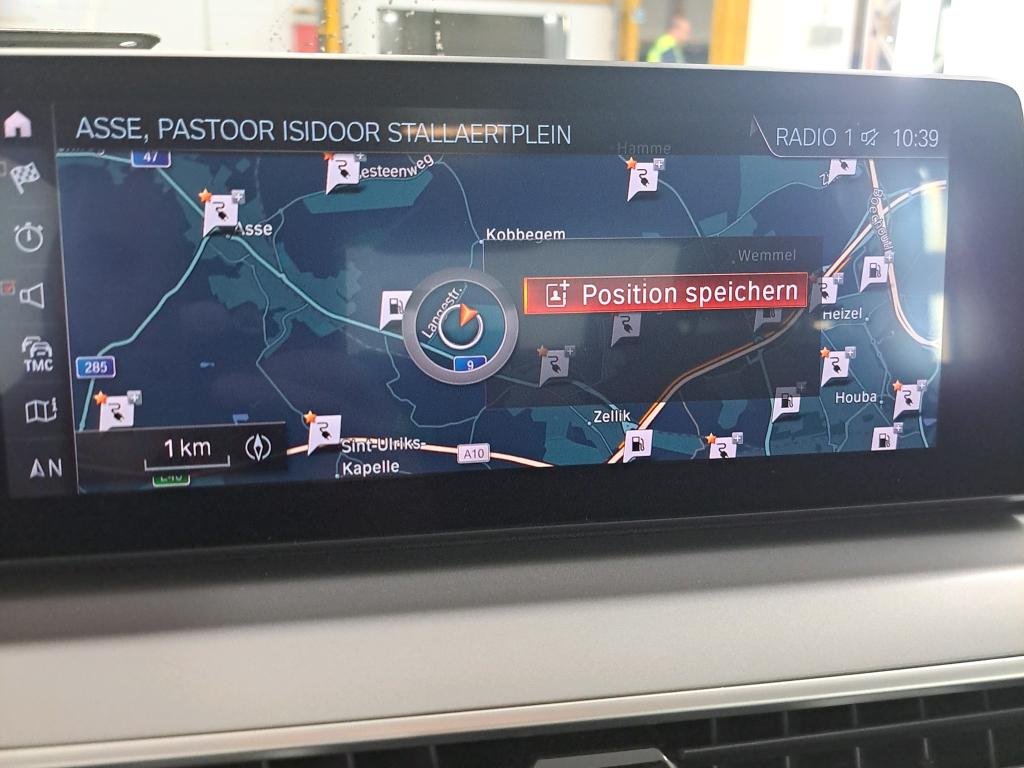 ASSE, PASTOOR ISIDOOR STALLAERTPLEIN
RADIO 1
10:39
47
Hamme
Asse
Kobbegem
Wemmel
Position speichern
Langestr.
Heizel
TMC
285
9
Houba
Zellik
1 km
Sint-Ulriks-
Kapelle
A10
N